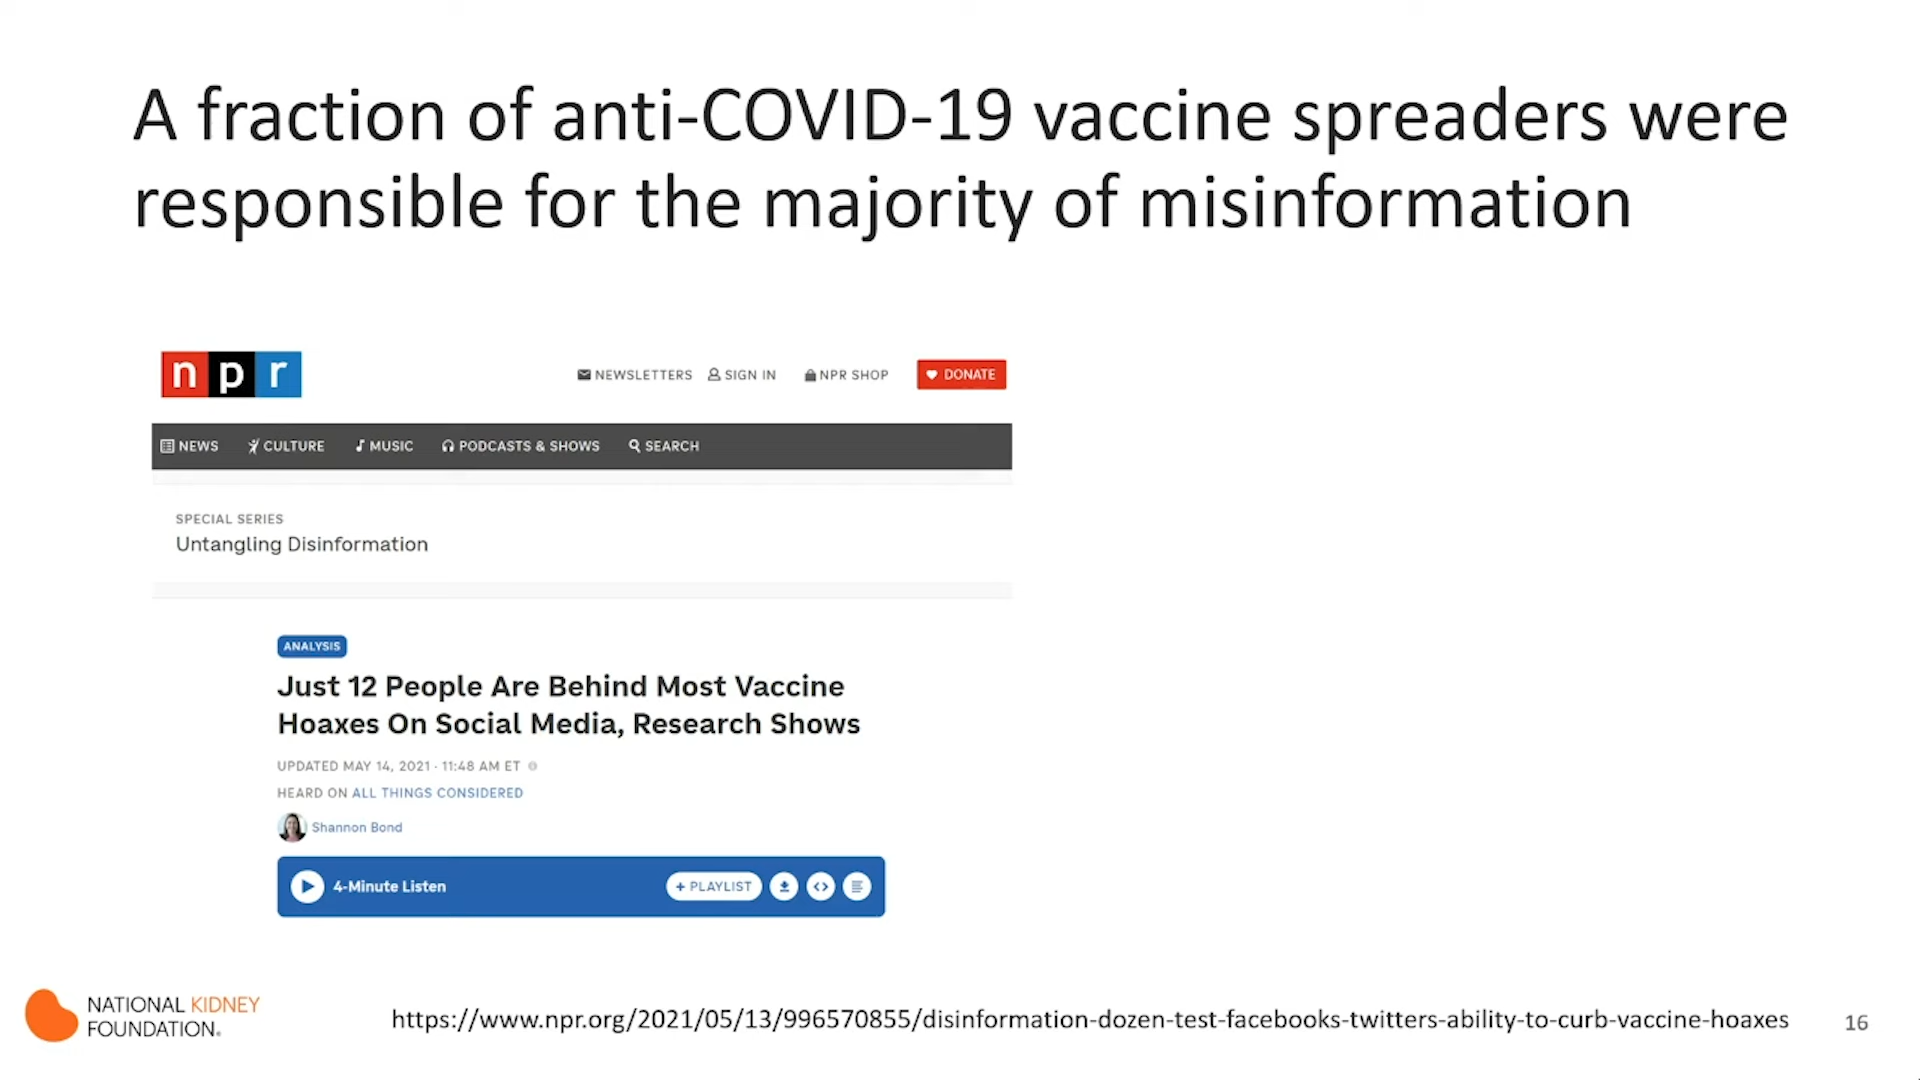 A fraction of anti-COVID-19 vaccine spreaders were
responsible for the majority of misinformation
npr
NEWSLETTERS SIGN IN NPR SHOP DONATE
NEWS CULTURE MUSIC PODCASTS & SHOWS SEARCH
SPECIAL SERIES
Untangling Disinformation
ANALYSIS
Just 12 People Are Behind Most Vaccine
Hoaxes On Social Media, Research Shows
UPDATED MAY 14, 2021 · 11:48 AM ET
HEARD ON ALL THINGS CONSIDERED
Shannon Bond
4-Minute Listen + PLAYLIST
NATIONAL KIDNEY
FOUNDATION®
https://www.npr.org/2021/05/13/996570855/disinformation-dozen-test-facebooks-twitters-ability-to-curb-vaccine-hoaxes
16